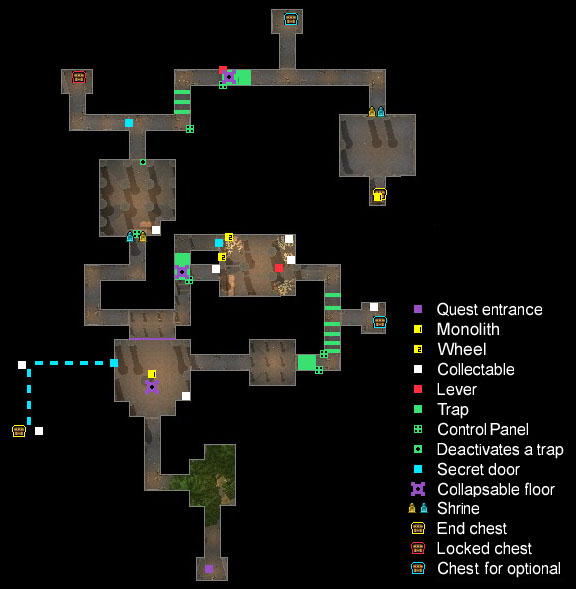 Quest entrance
Monolith
Wheel
Collectable
Lever
Trap
Control Panel
Deactivates a trap
Secret door
Collapsable floor
Shrine
End chest
Locked chest
Chest for optional